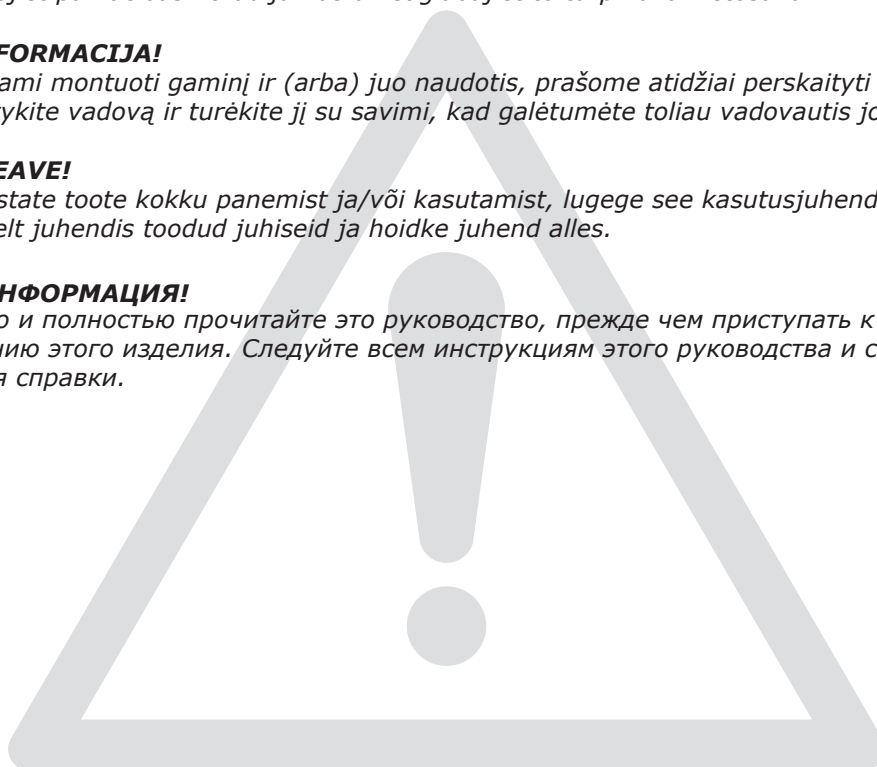 FORMACIJA!
ami montuoti gaminį ir (arba) juo naudotis, prašome atidžiai perskaityti
ykite vadovą ir turėkite jį su savimi, kad galėtumėte toliau vadovautis jo
EAVE!
state toote kokku panemist ja/või kasutamist, lugege see kasutusjuhend
elt juhendis toodud juhiseid ja hoidke juhend alles.
НФОРМАЦИЯ!
о и полностью прочитайте это руководство, прежде чем приступать к
нию этого изделия. Следуйте всем инструкциям этого руководства и с
я справки.